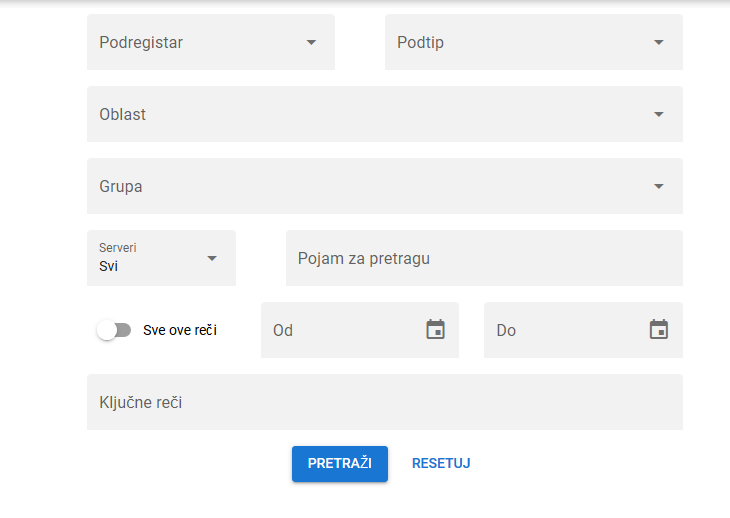 Podregistar
Podtip
Oblast
Grupa
Serveri
Svi
Pojam za pretragu
Sve ove reči
Od
Do
Ključne reči
PRETRAŽI
RESETUJ